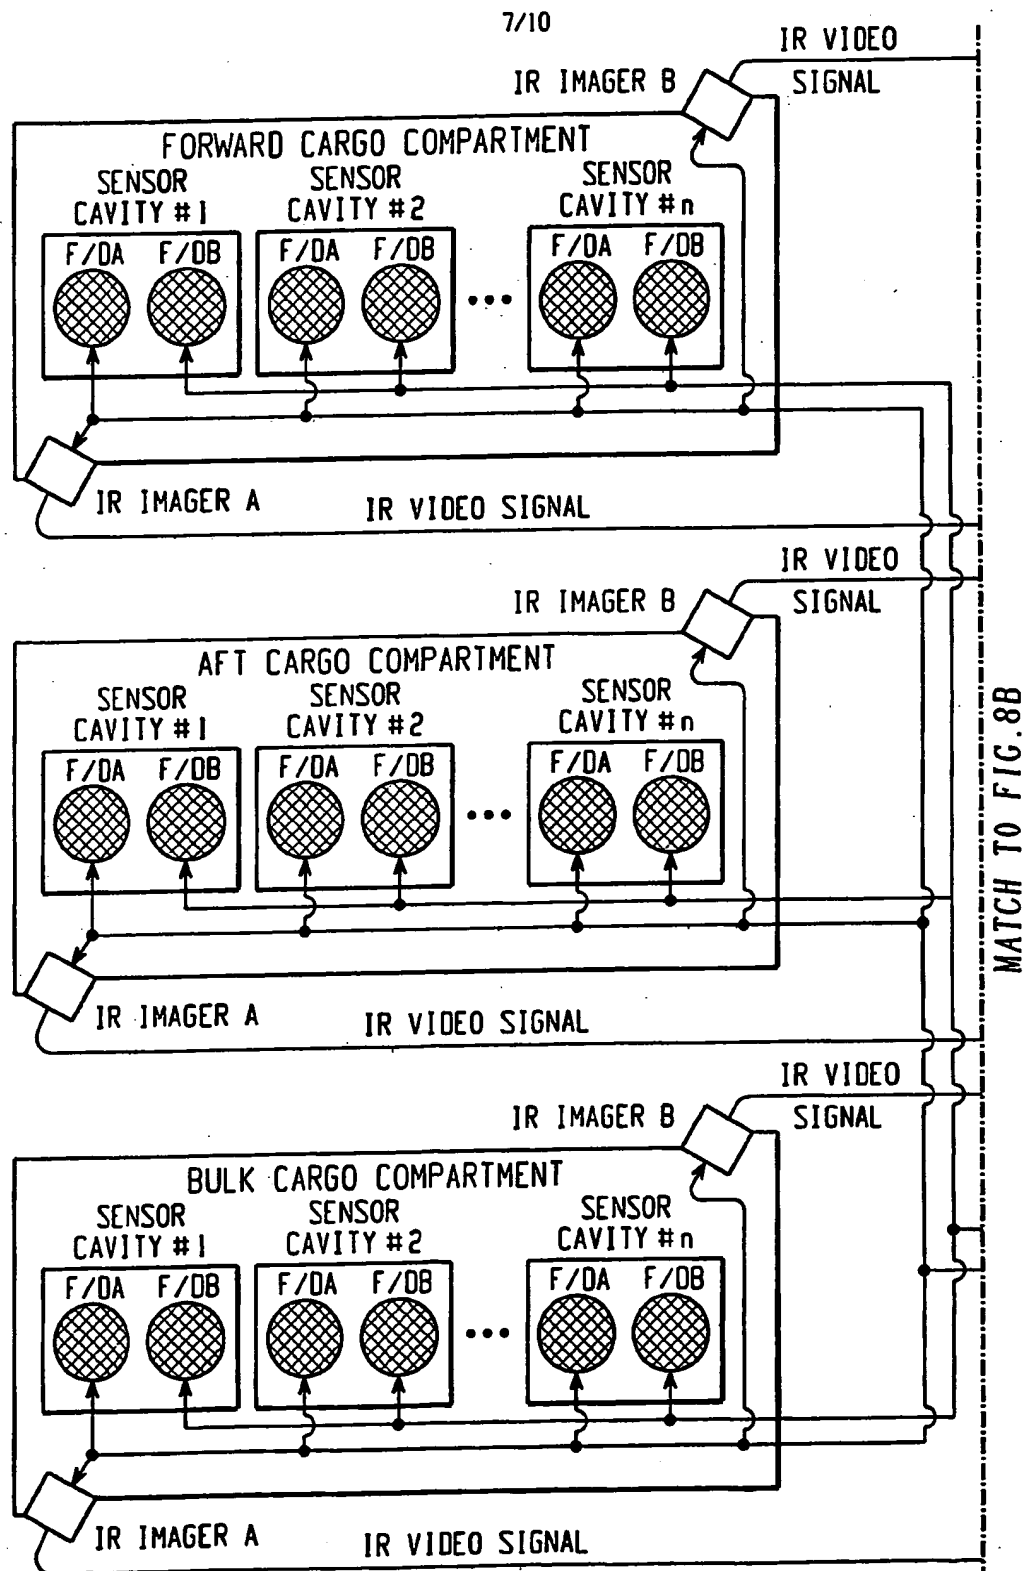 7/10
IR VIDEO
SIGNAL
IR IMAGER B
FORWARD CARGO COMPARTMENT
SENSOR
CAVITY #1
SENSOR
CAVITY #2
SENSOR
CAVITY #n
F/DA F/DB
F/DA F/DB
F/DA F/DB
IR IMAGER A
IR VIDEO SIGNAL
IR VIDEO
SIGNAL
IR IMAGER B
AFT CARGO COMPARTMENT
SENSOR
CAVITY #1
SENSOR
CAVITY #2
SENSOR
CAVITY #n
F/DA F/DB
F/DA F/DB
F/DA F/DB
IR IMAGER A
IR VIDEO SIGNAL
IR VIDEO
SIGNAL
IR IMAGER B
BULK CARGO COMPARTMENT
SENSOR
CAVITY #1
SENSOR
CAVITY #2
SENSOR
CAVITY #n
F/DA F/DB
F/DA F/DB
F/DA F/DB
IR IMAGER A
IR VIDEO SIGNAL
MATCH TO FIG.8B